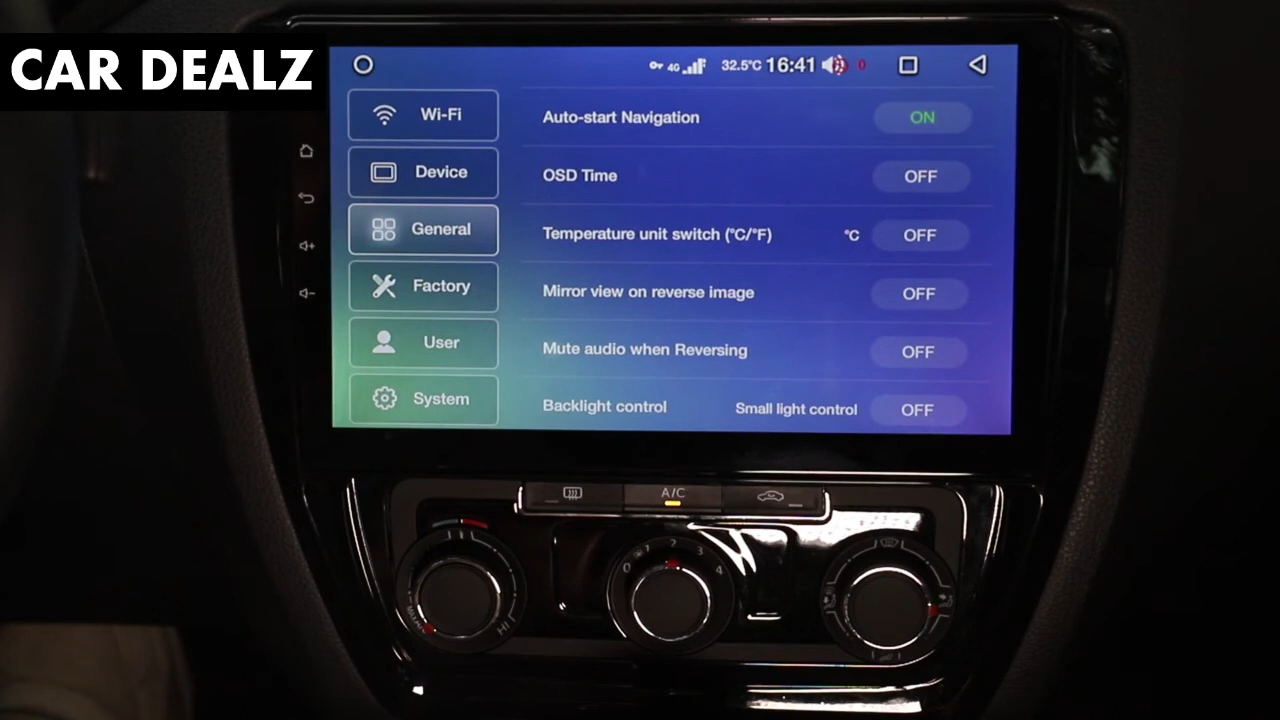 CAR DEALZ
4G 32.5°C 16:41 0
Wi-Fi
Auto-start Navigation ON
Device
OSD Time OFF
General
Temperature unit switch (°C/°F) °C OFF
Factory
Mirror view on reverse image OFF
User
Mute audio when Reversing OFF
System
Backlight control Small light control OFF
A/C
0 1 2 3 4
HI